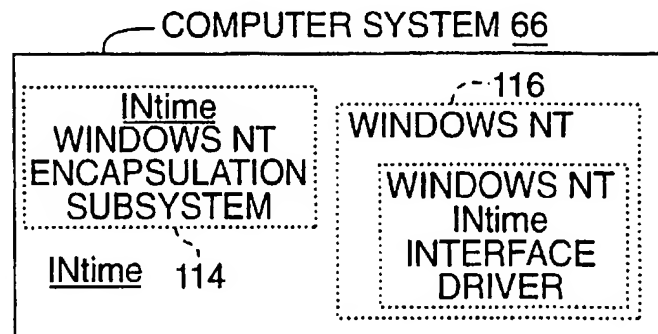 COMPUTER SYSTEM 66
INtime
WINDOWS NT
ENCAPSULATION
SUBSYSTEM
114
INtime
116
WINDOWS NT
WINDOWS NT
INtime
INTERFACE
DRIVER